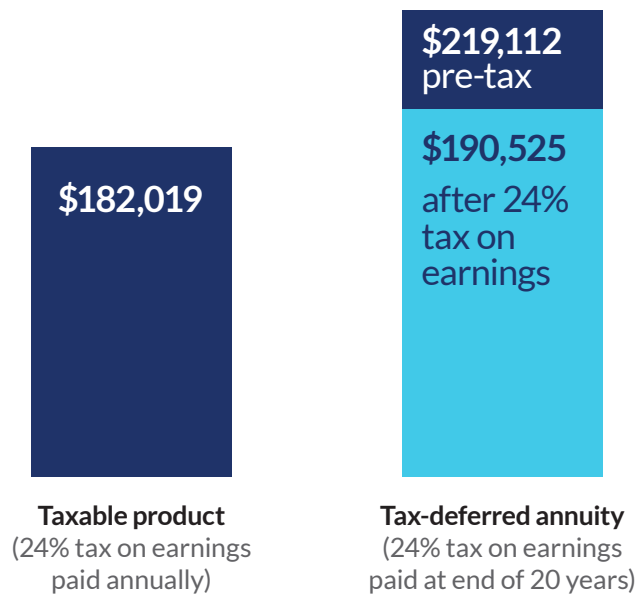 $182,019
Taxable product
(24% tax on earnings
paid annually)
$219,112
pre-tax
$190,525
after 24%
tax on
earnings
Tax-deferred annuity
(24% tax on earnings
paid at end of 20 years)